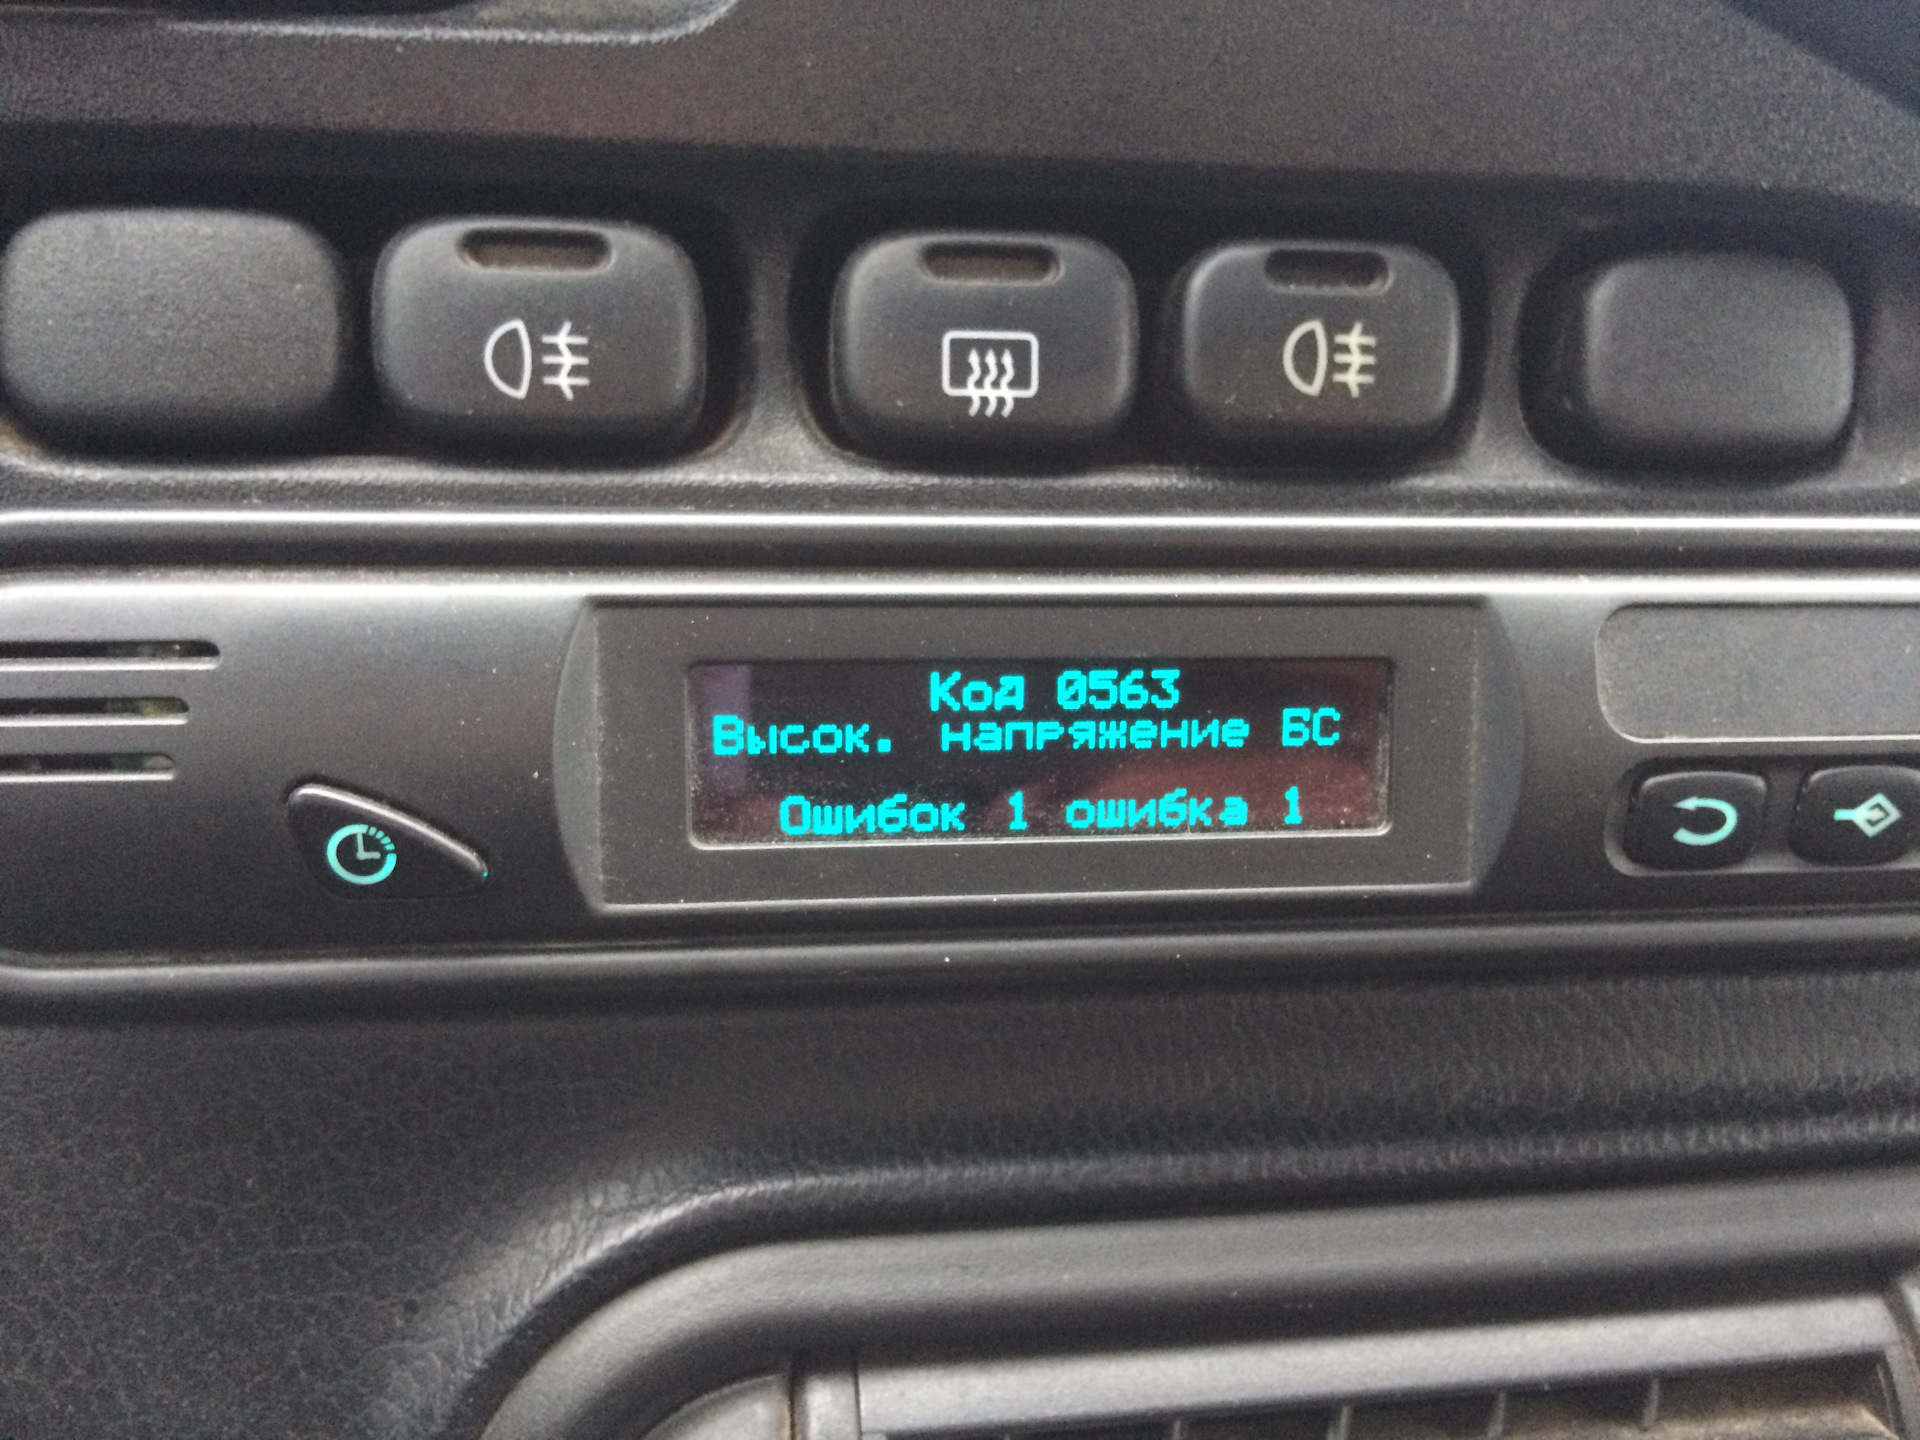 Код 0563
Высок. напряжение БС
Ошибок 1 ошибка 1